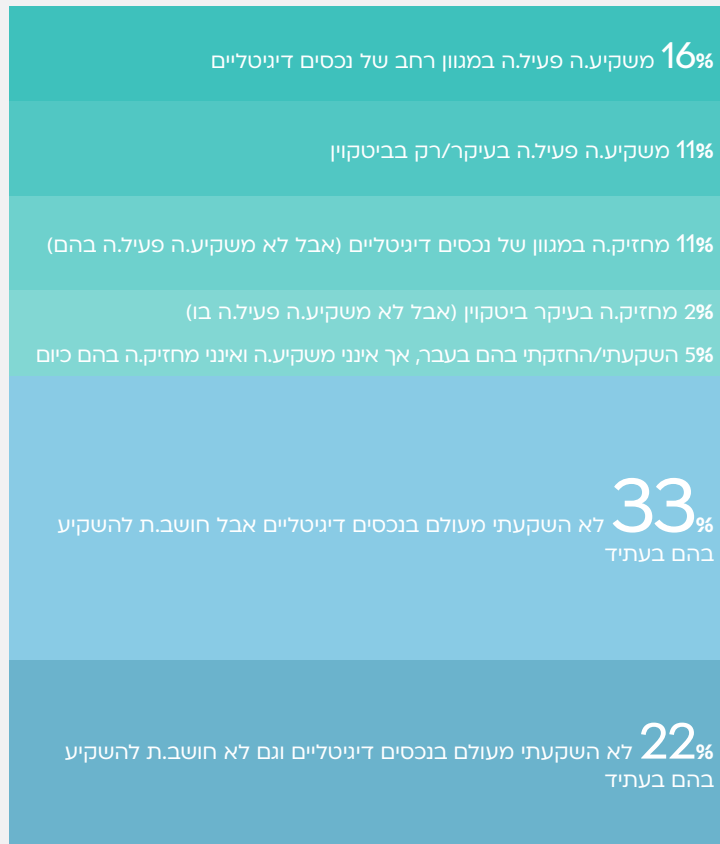 16% משקיע.ה פעיל.ה במגוון רחב של נכסים דיגיטליים
11% משקיע.ה פעיל.ה בעיקר/רק בביטקוין
11% מחזיק.ה במגוון של נכסים דיגיטליים (אבל לא משקיע.ה פעיל.ה בהם)
2% מחזיק.ה בעיקר ביטקוין (אבל לא משקיע.ה פעיל.ה בו)
5% השקעתי/החזקתי בהם בעבר, אך אינני משקיע.ה ואינני מחזיק.ה בהם כיום
33% לא השקעתי מעולם בנכסים דיגיטליים אבל חושב.ת להשקיע
בהם בעתיד
22% לא השקעתי מעולם בנכסים דיגיטליים וגם לא חושב.ת להשקיע
בהם בעתיד